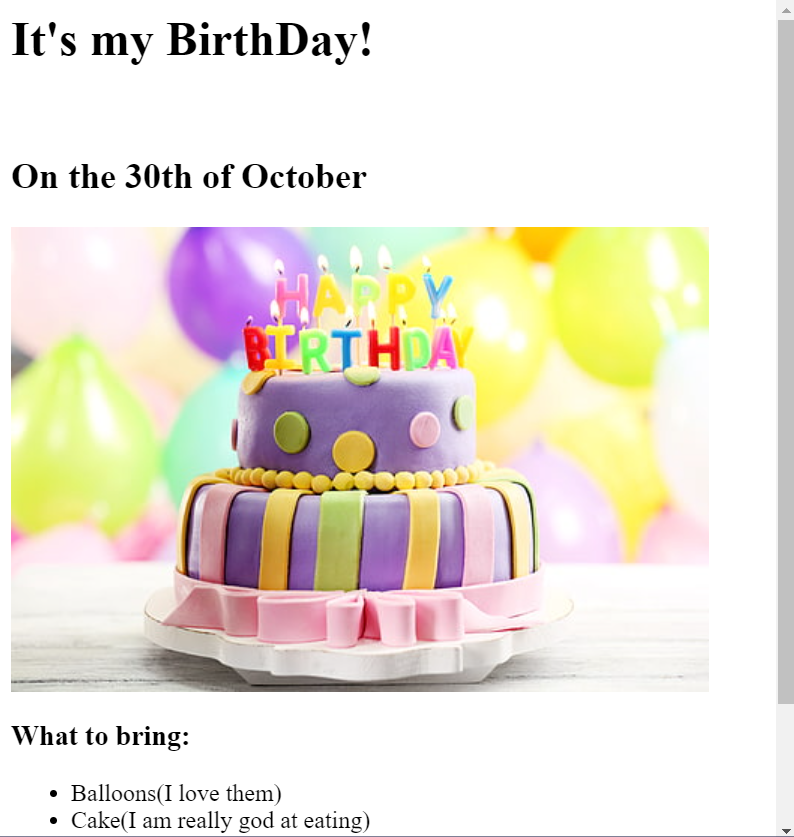 It's my BirthDay!
On the 30th of October
HAPPY
BIRTHDAY
What to bring:
Balloons(I love them)
Cake(I am really god at eating)